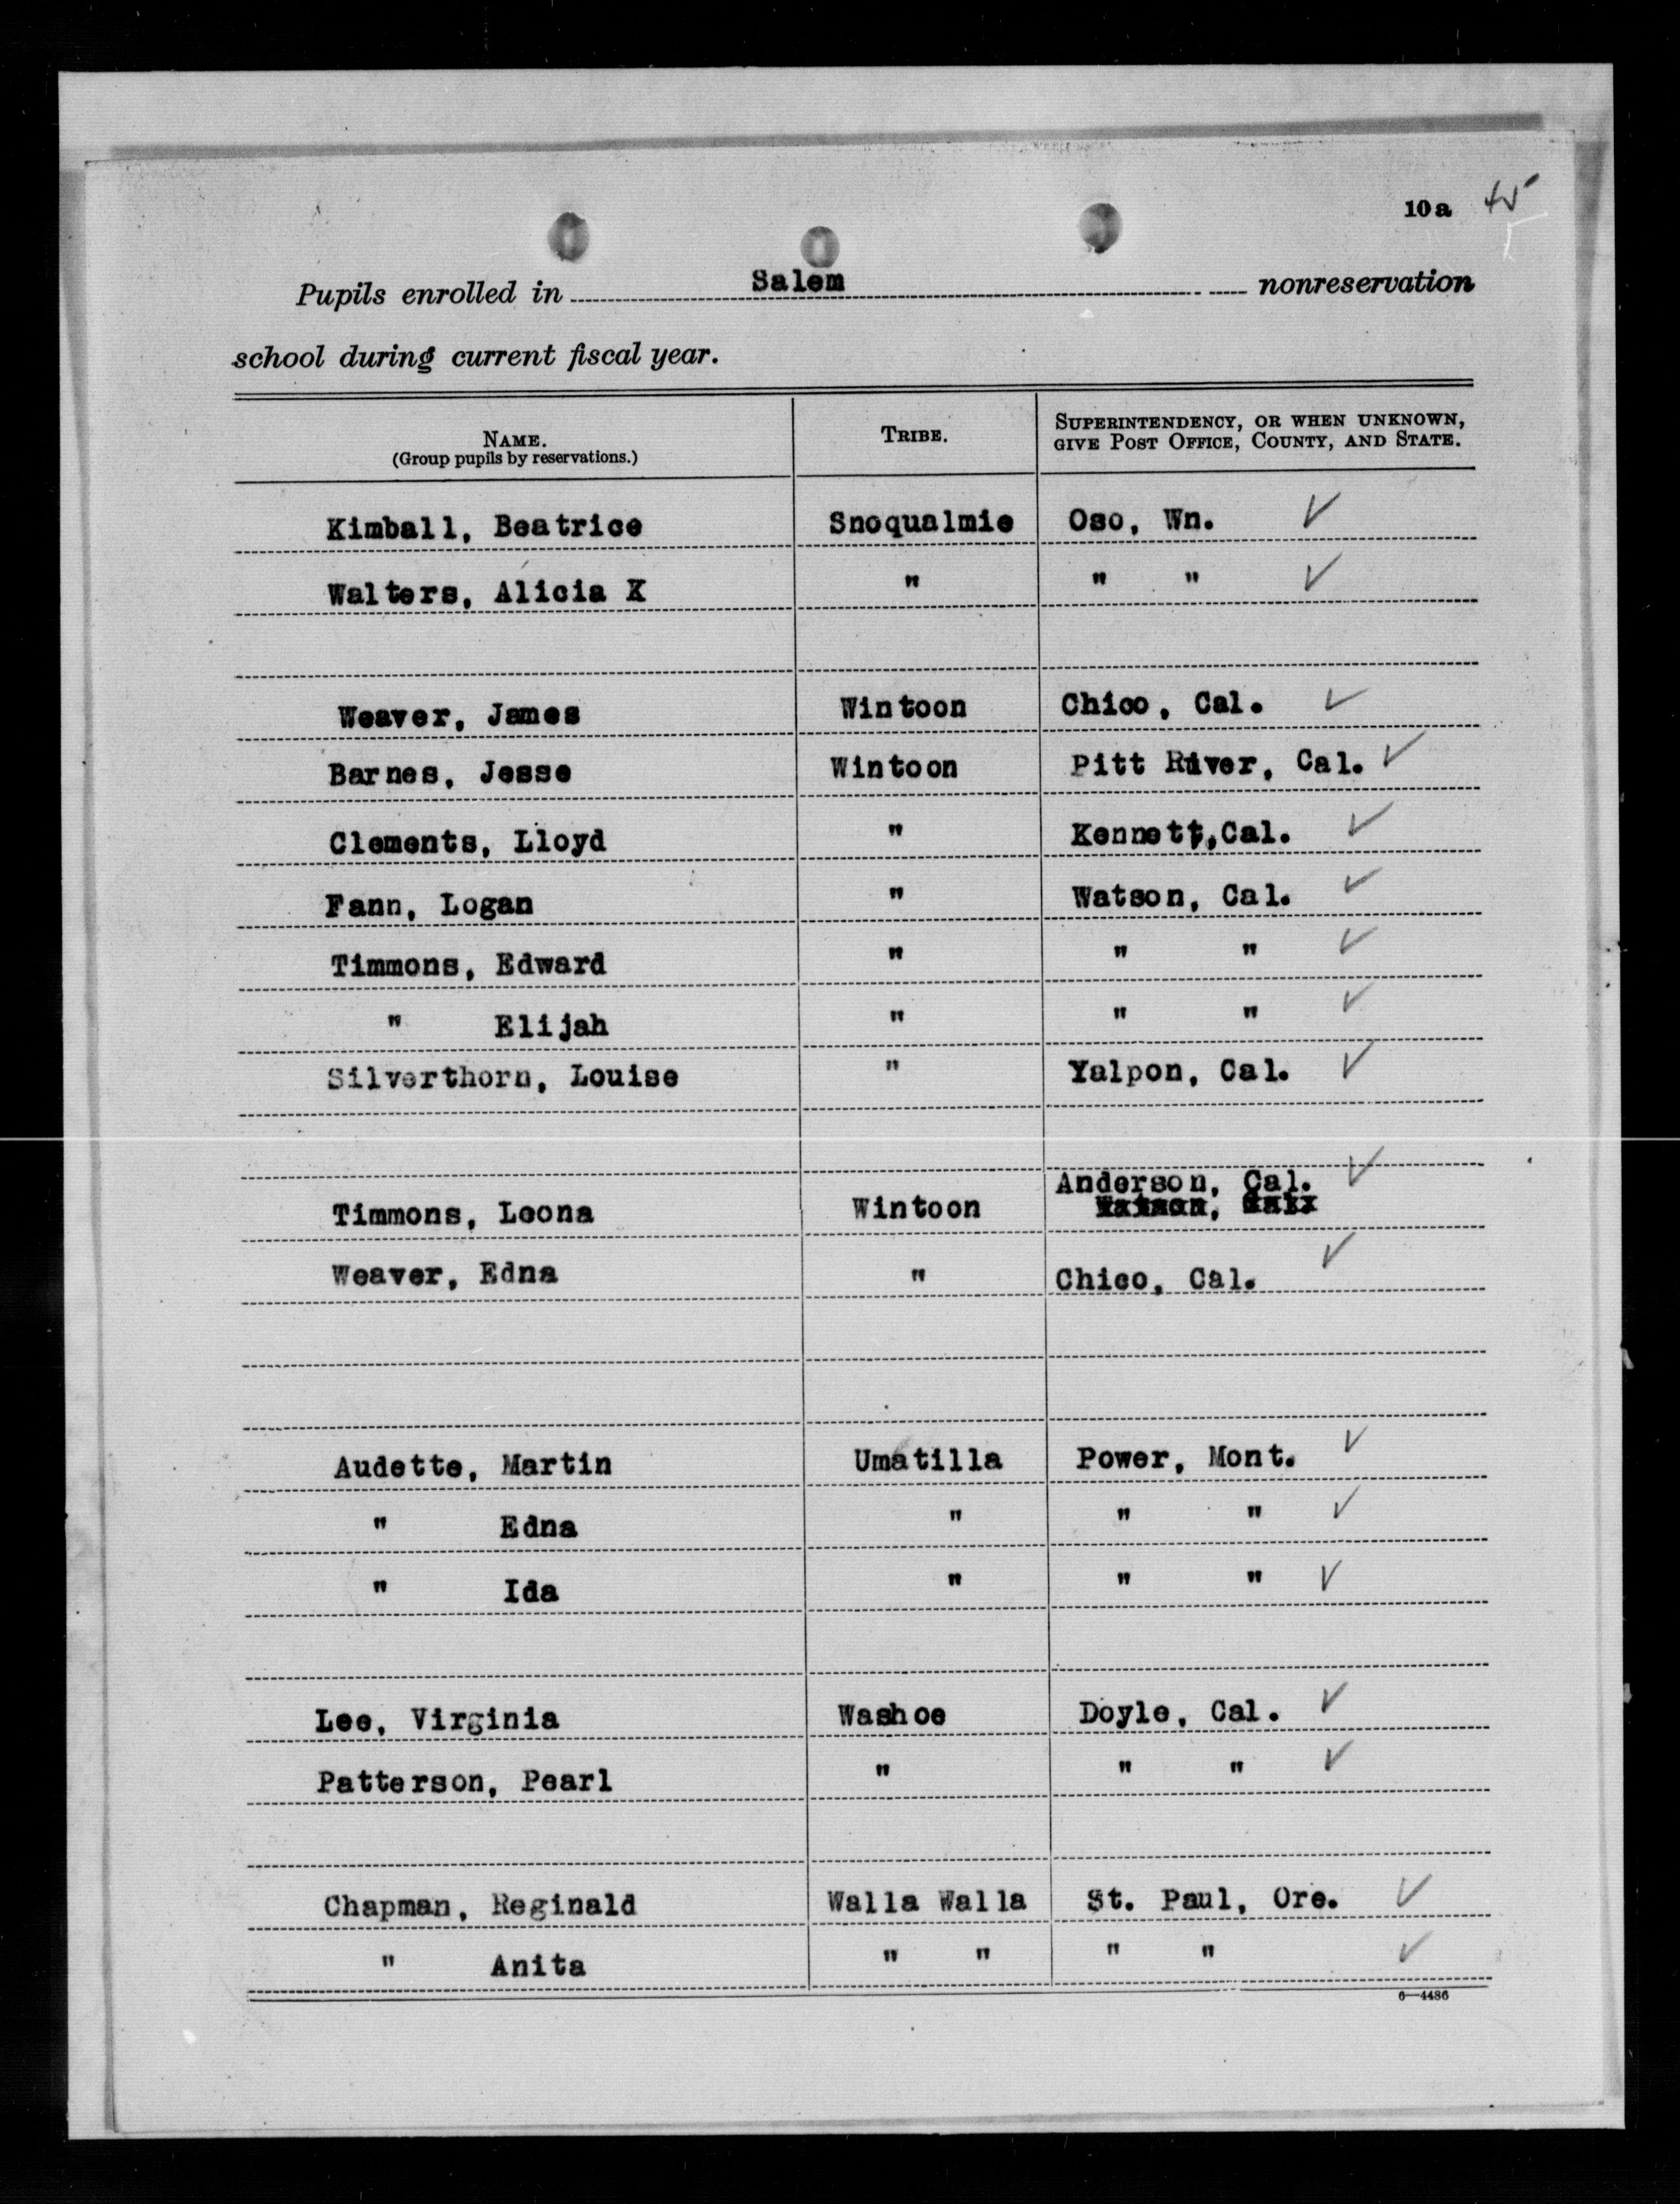 10a 45
Pupils enrolled in Salem nonreservation
school during current fiscal year.
NAME. TRIBE. SUPERINTENDENCY, OR WHEN UNKNOWN,
(Group pupils by reservations.) GIVE POST OFFICE, COUNTY, AND STATE.
Kimball, Beatrice Snoqualmie Oso, Wn. ✓
Walters, Alicia K " " " ✓
Weaver, James Wintoon Chico, Cal. ✓
Barnes, Jesse Wintoon Pitt River, Cal. ✓
Clements, Lloyd " Kennett, Cal. ✓
Fann, Logan " Watson, Cal. ✓
Timmons, Edward " " " ✓
" Elijah " " " ✓
Silverthorn, Louise " Yalpon, Cal. ✓
Anderson, Cal. ✓
Timmons, Leona Wintoon
Weaver, Edna " Chico, Cal. ✓
Audette, Martin Umatilla Power, Mont. ✓
" Edna " " " ✓
" Ida " " " ✓
Lee, Virginia Washoe Doyle, Cal. ✓
Patterson, Pearl " " " ✓
Chapman, Reginald Walla Walla St. Paul, Ore. ✓
" Anita " " " " ✓
6—4486